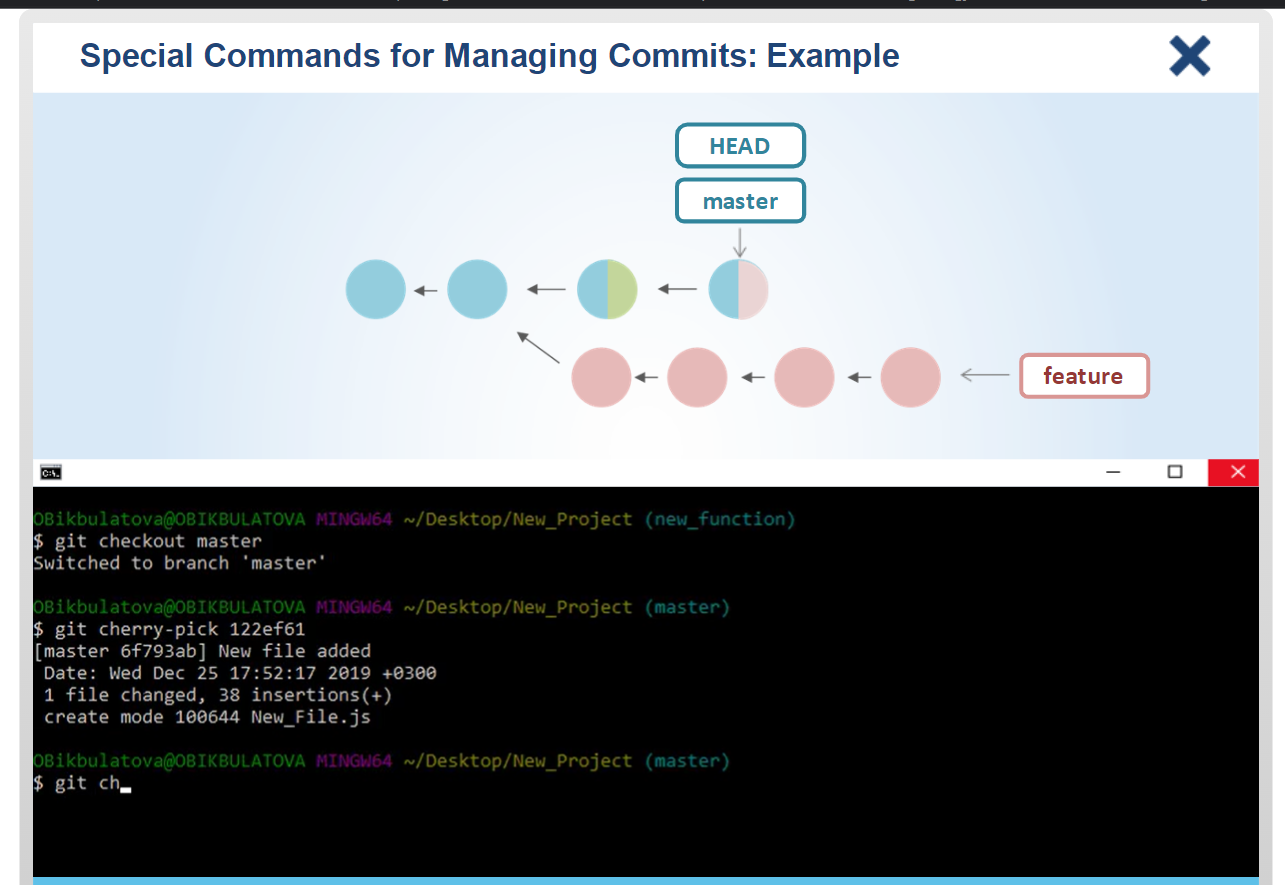 Special Commands for Managing Commits: Example
HEAD
master
feature
C:\.
OBikbulatova@OBIKBULATOVA MINGW64 ~/Desktop/New_Project (new_function)
$ git checkout master
Switched to branch 'master'
OBikbulatova@OBIKBULATOVA MINGW64 ~/Desktop/New_Project (master)
$ git cherry-pick 122ef61
[master 6f793ab] New file added
Date: Wed Dec 25 17:52:17 2019 +0300
1 file changed, 38 insertions(+)
create mode 100644 New_File.js
OBikbulatova@OBIKBULATOVA MINGW64 ~/Desktop/New_Project (master)
$ git ch_